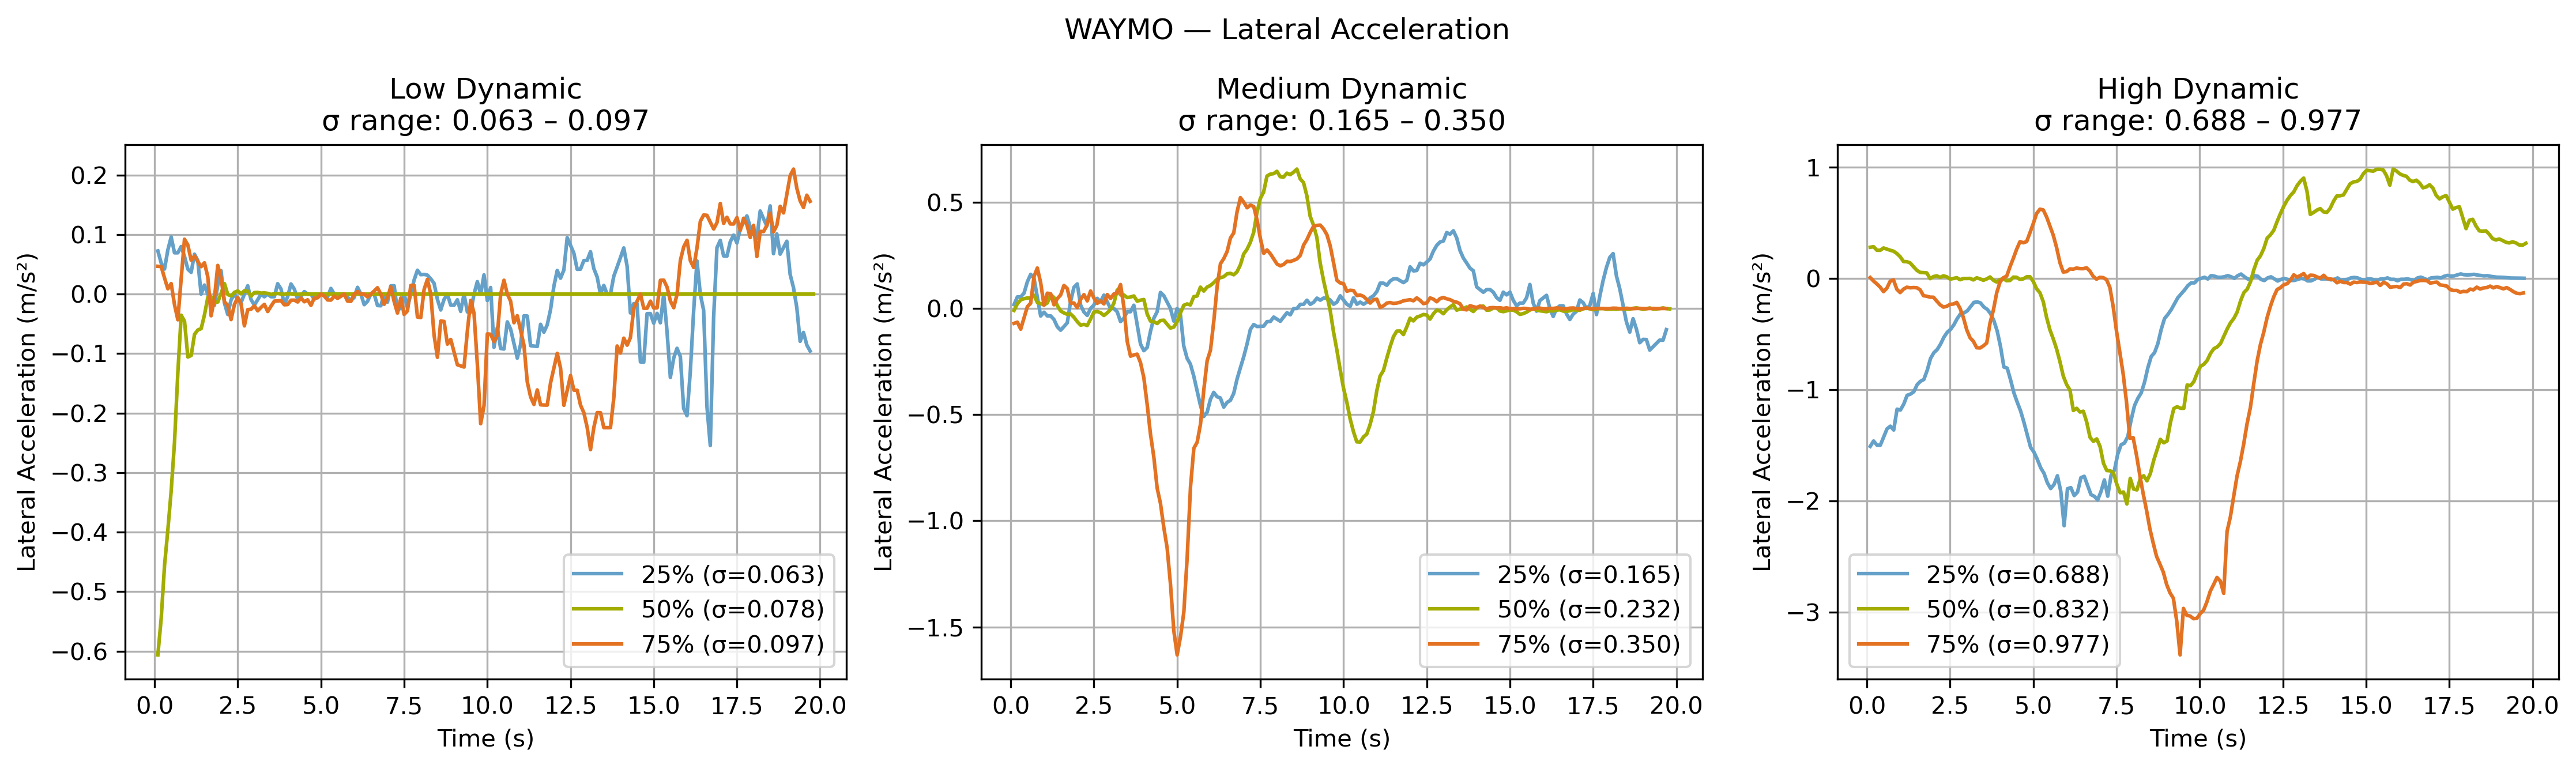 WAYMO — Lateral Acceleration
Low Dynamic
σ range: 0.063 – 0.097
Lateral Acceleration (m/s²)
0.2
0.1
0.0
−0.1
−0.2
−0.3
−0.4
−0.5
−0.6
25% (σ=0.063)
50% (σ=0.078)
75% (σ=0.097)
0.0 2.5 5.0 7.5 10.0 12.5 15.0 17.5 20.0
Time (s)
Medium Dynamic
σ range: 0.165 – 0.350
Lateral Acceleration (m/s²)
0.5
0.0
−0.5
−1.0
−1.5
25% (σ=0.165)
50% (σ=0.232)
75% (σ=0.350)
0.0 2.5 5.0 7.5 10.0 12.5 15.0 17.5 20.0
Time (s)
High Dynamic
σ range: 0.688 – 0.977
Lateral Acceleration (m/s²)
1
0
−1
−2
−3
25% (σ=0.688)
50% (σ=0.832)
75% (σ=0.977)
0.0 2.5 5.0 7.5 10.0 12.5 15.0 17.5 20.0
Time (s)